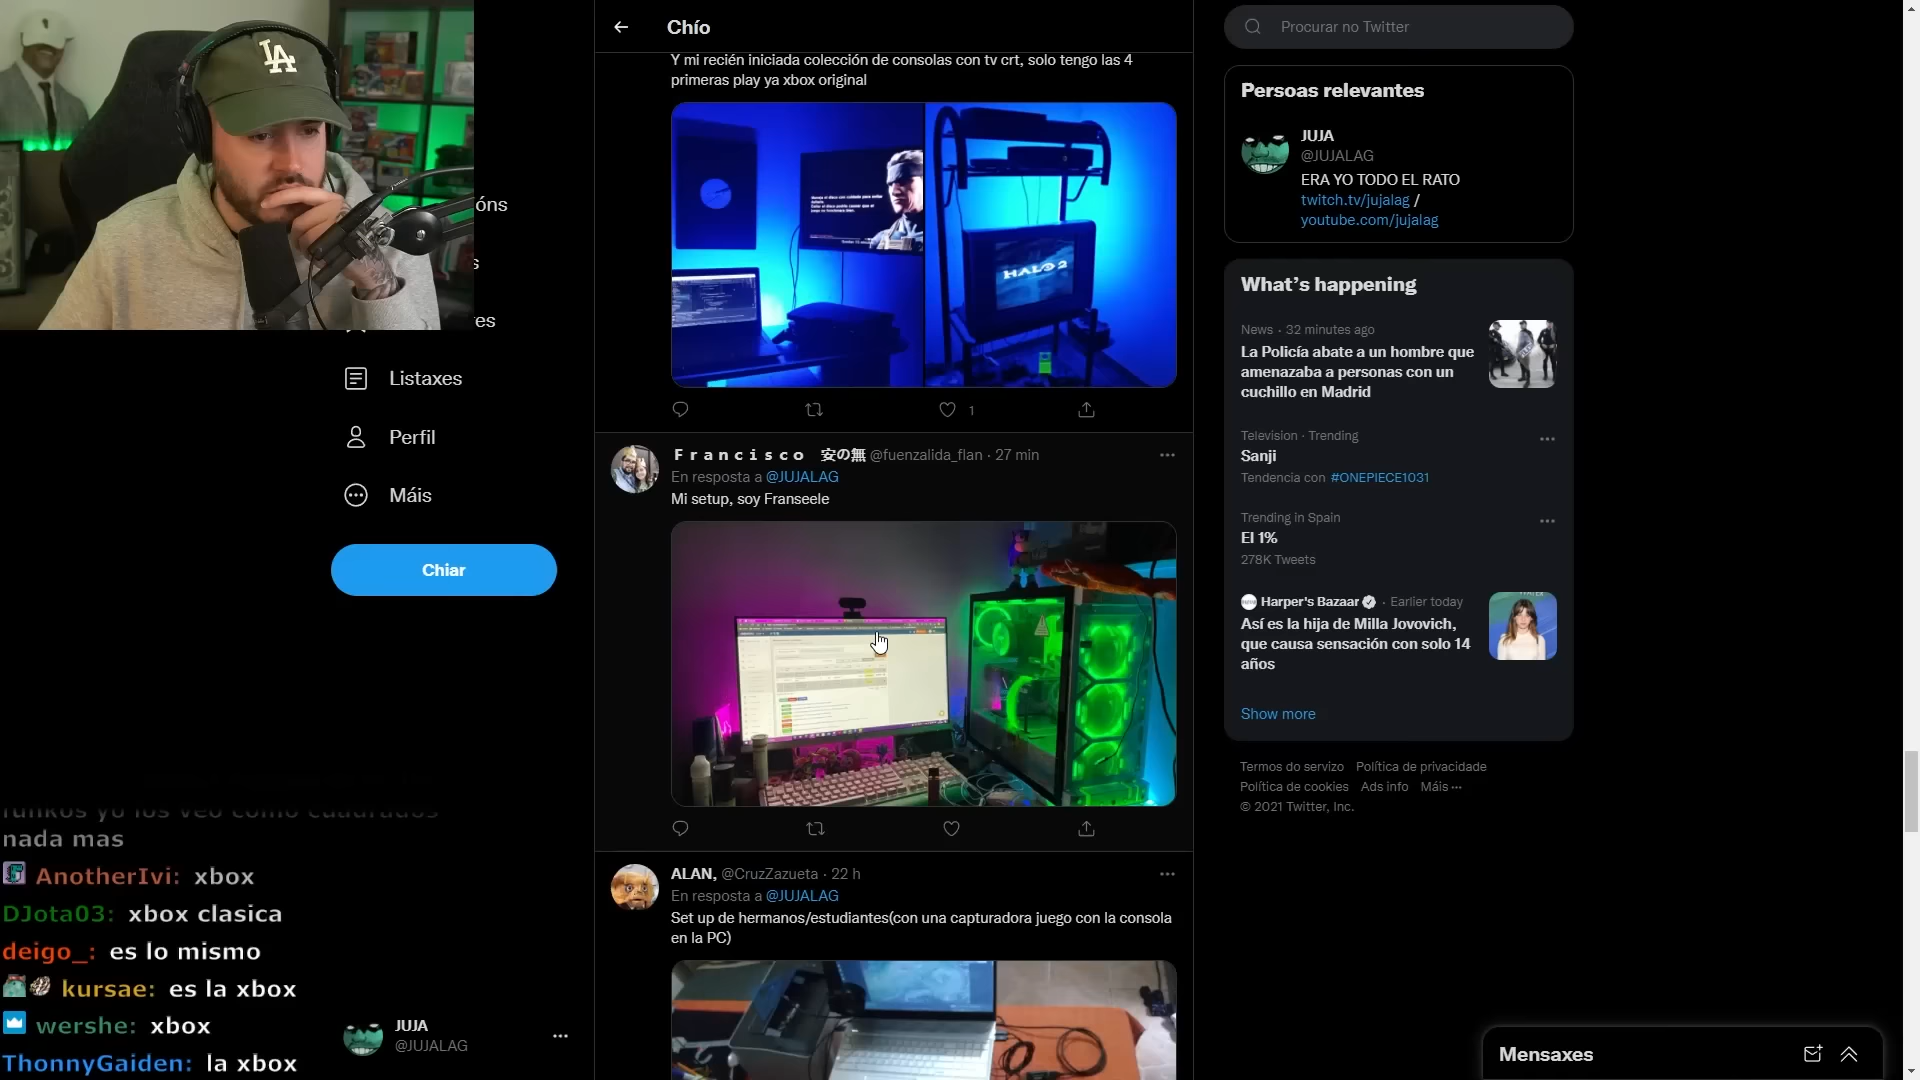 LA
óns
s
es
Listaxes
Perfil
Máis
Chiar
nada mas
AnotherIvi: xbox
DJota03: xbox clasica
deigo_: es lo mismo
kursae: es la xbox
wershe: xbox
ThonnyGaiden: la xbox
JUJA
@JUJALAG
Chío
Y mi recién iniciada colección de consolas con tv crt, solo tengo las 4
primeras play ya xbox original
HALO 2
1
Francisco 安の無 @fuenzalida_flan · 27 min
En resposta a @JUJALAG
Mi setup, soy Franseele
ALAN, @CruzZazueta · 22 h
En resposta a @JUJALAG
Set up de hermanos/estudiantes(con una capturadora juego con la consola
en la PC)
Procurar no Twitter
Persoas relevantes
JUJA
@JUJALAG
ERA YO TODO EL RATO
twitch.tv/jujalag /
youtube.com/jujalag
What's happening
News · 32 minutes ago
La Policía abate a un hombre que
amenazaba a personas con un
cuchillo en Madrid
Television · Trending
Sanji
Tendencia con #ONEPIECE1031
Trending in Spain
El 1%
278K Tweets
Harper's Bazaar · Earlier today
Así es la hija de Milla Jovovich,
que causa sensación con solo 14
años
Show more
Termos do servizo Política de privacidade
Política de cookies Ads info Máis ···
© 2021 Twitter, Inc.
Mensaxes